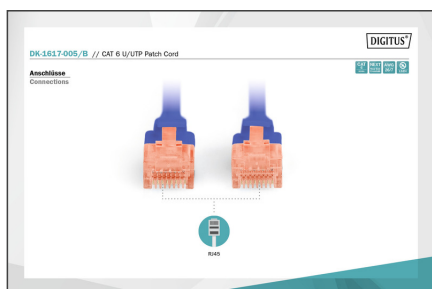 DIGITUS®
DK-1617-005/B // CAT 6 U/UTP Patch Cord
Anschlüsse
Connections
RJ45